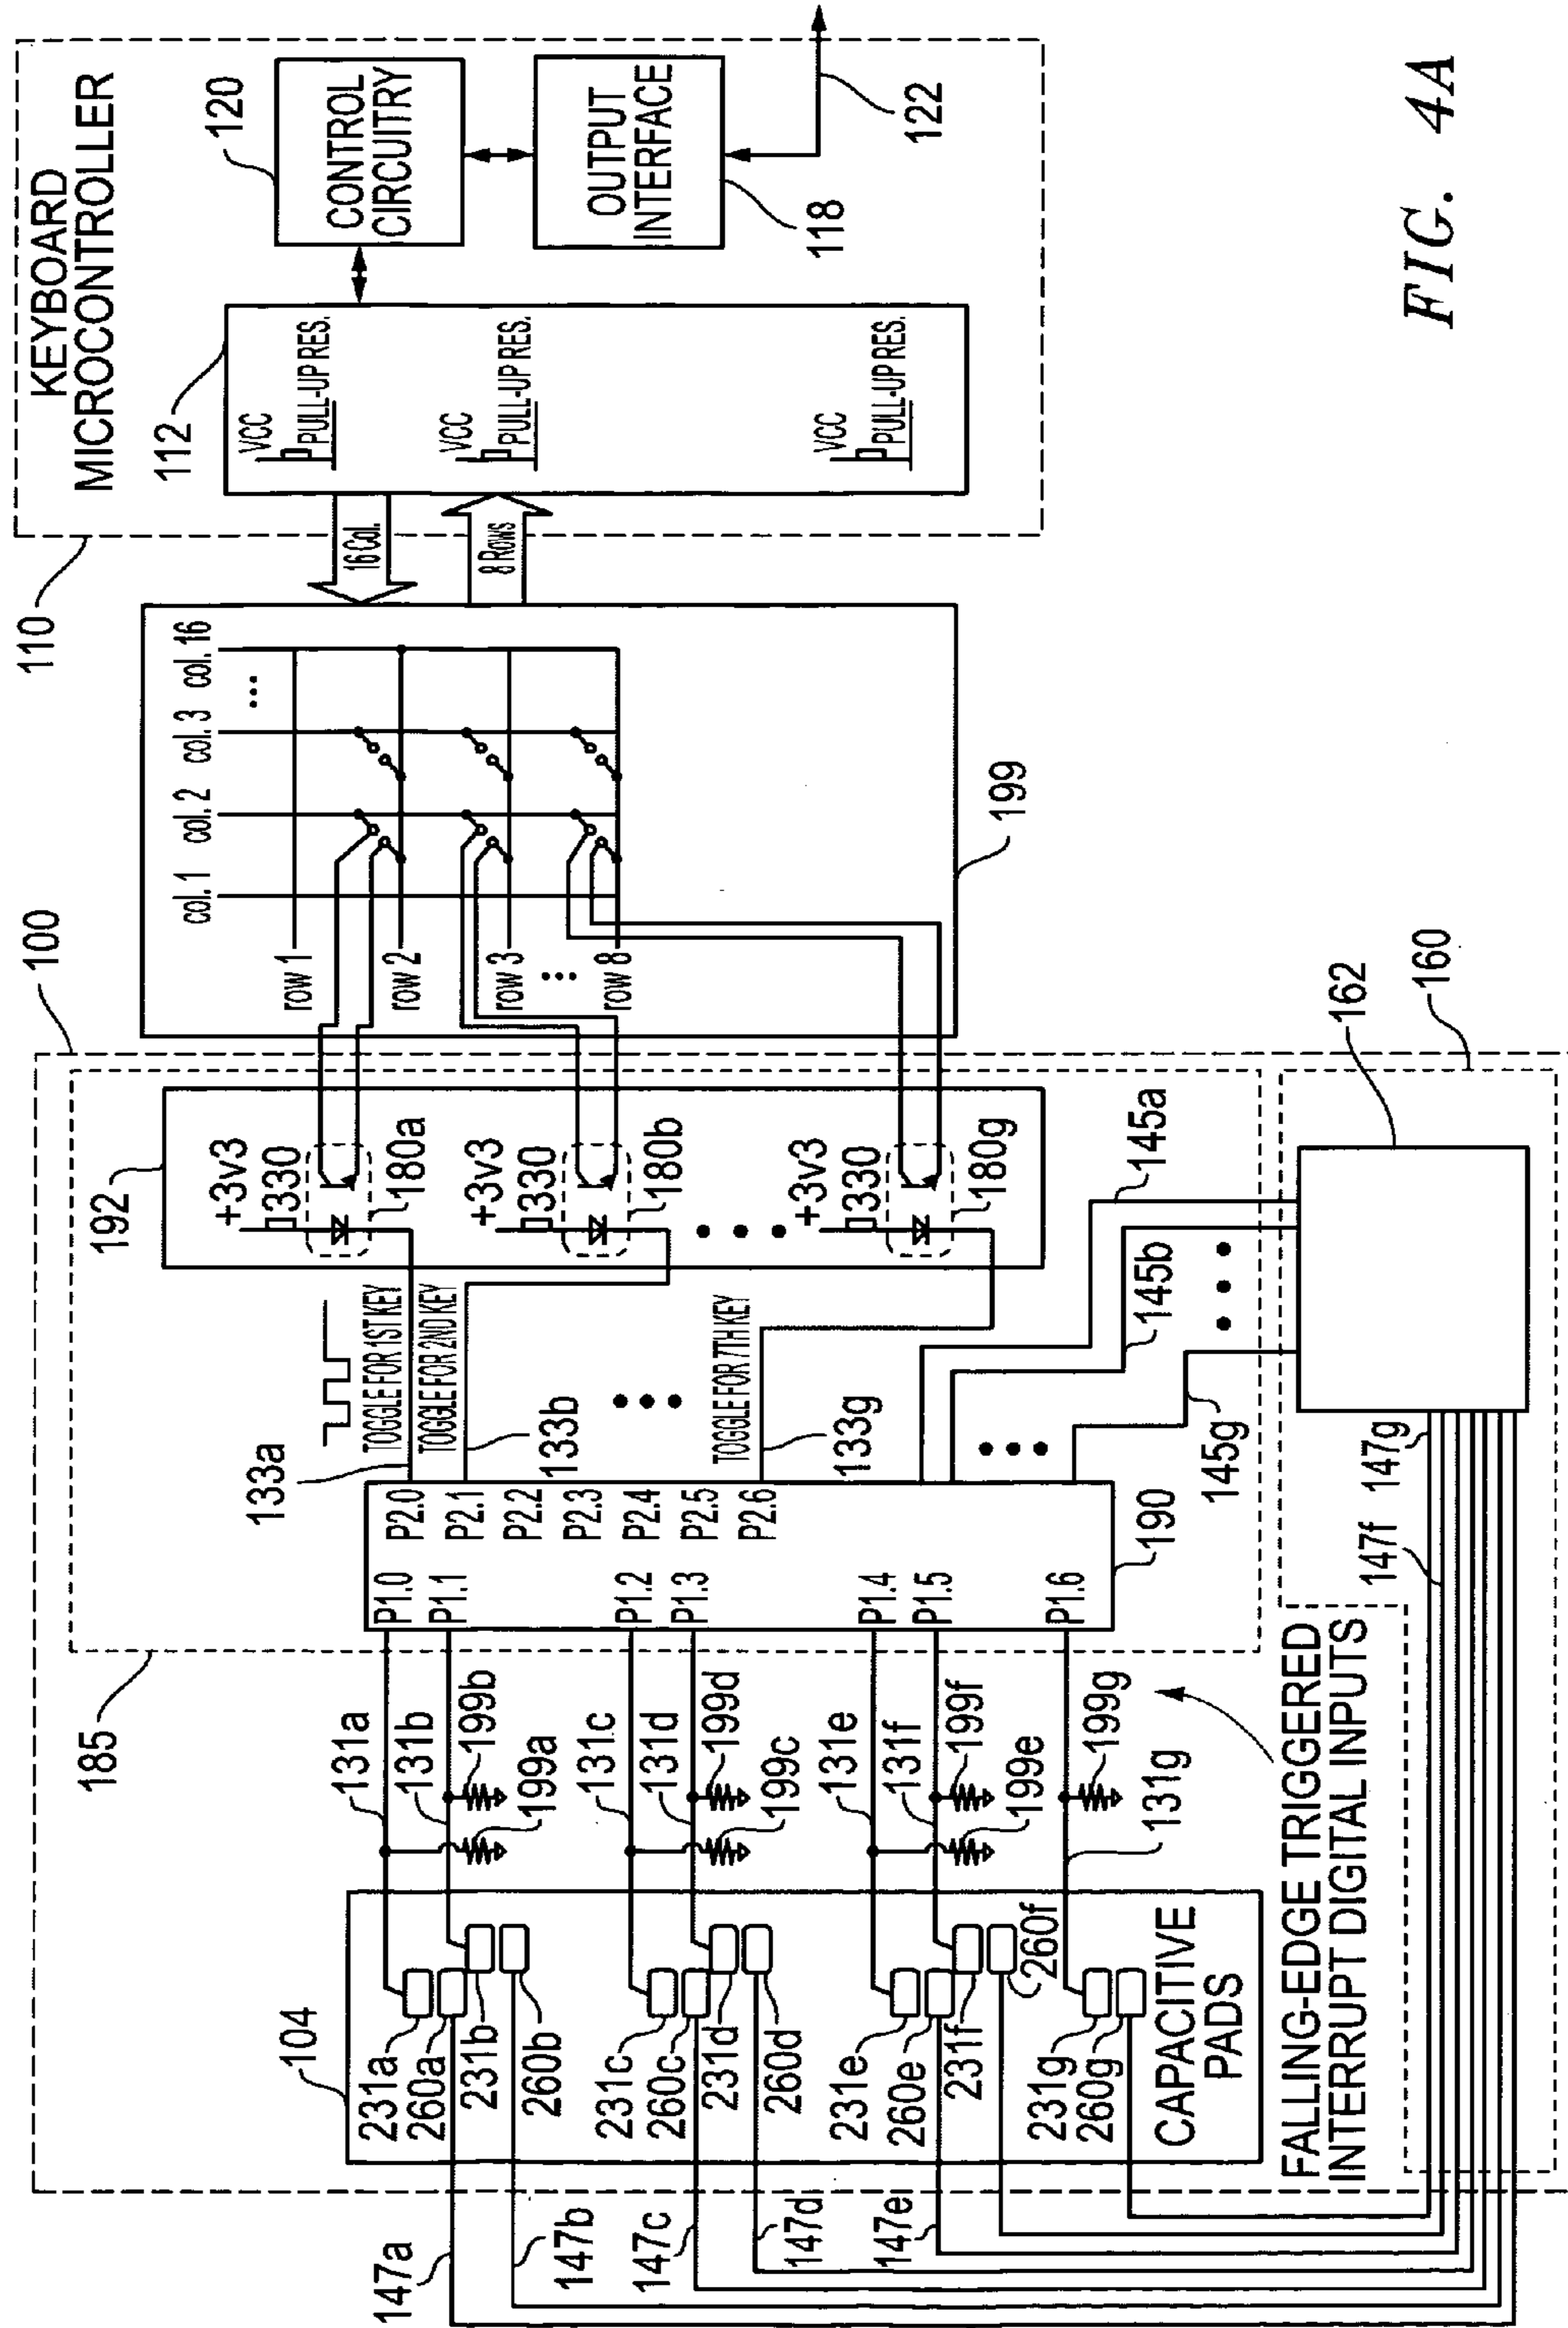 KEYBOARD
MICROCONTROLLER
110
112
120
CONTROL
CIRCUITRY
OUTPUT
INTERFACE
118
122
VCC
PULL-UP RES.
VCC
PULL-UP RES.
VCC
PULL-UP RES.
16 Col.
8 Rows
col. 1
col. 2
col. 3
col. 16
row 1
row 2
row 3
row 8
199
100
185
192
+3v3
330
180a
+3v3
330
180b
+3v3
330
180g
133a
TOGGLE FOR 1ST KEY
TOGGLE FOR 2ND KEY
133b
TOGGLE FOR 7TH KEY
133g
P1.0
P1.1
P1.2
P1.3
P1.4
P1.5
P1.6
P2.0
P2.1
P2.2
P2.3
P2.4
P2.5
P2.6
190
145a
145b
145g
160
162
131a
131b
199b
199a
131c
131d
199d
199c
131e
131f
199f
199e
199g
131g
104
231a
260a
231b
260b
231c
260c
231d
260d
231e
260e
231f
260f
231g
260g
CAPACITIVE
PADS
FALLING-EDGE TRIGGERED
INTERRUPT DIGITAL INPUTS
147a
147b
147c
147d
147e
147f
147g
FIG. 4A